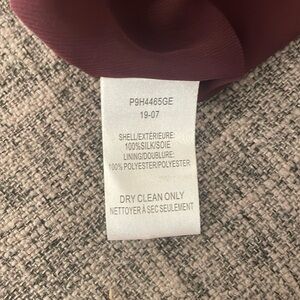 P9H4465GE
19-07
SHELL/EXTÉRIEURE:
100%SILK/SOIE
LINING/DOUBLURE:
100% POLYESTER/POLYESTER
DRY CLEAN ONLY
NETTOYER À SEC SEULEMENT